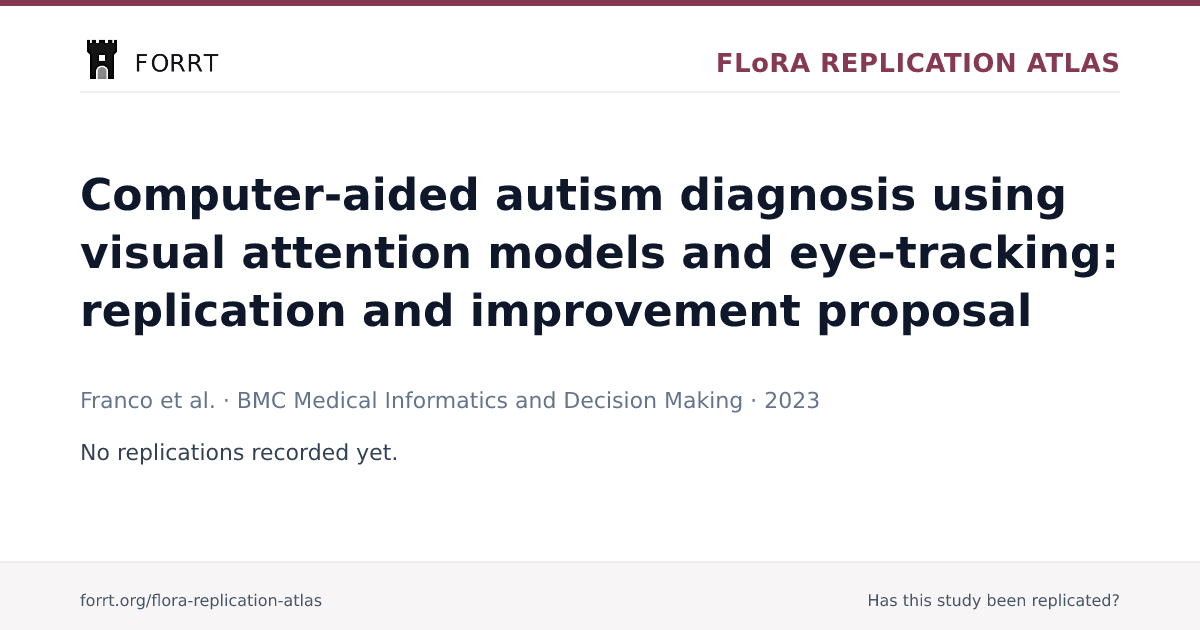 FORRT
FLoRA REPLICATION ATLAS
Computer-aided autism diagnosis using
visual attention models and eye-tracking:
replication and improvement proposal
Franco et al. · BMC Medical Informatics and Decision Making · 2023
No replications recorded yet.
forrt.org/flora-replication-atlas
Has this study been replicated?